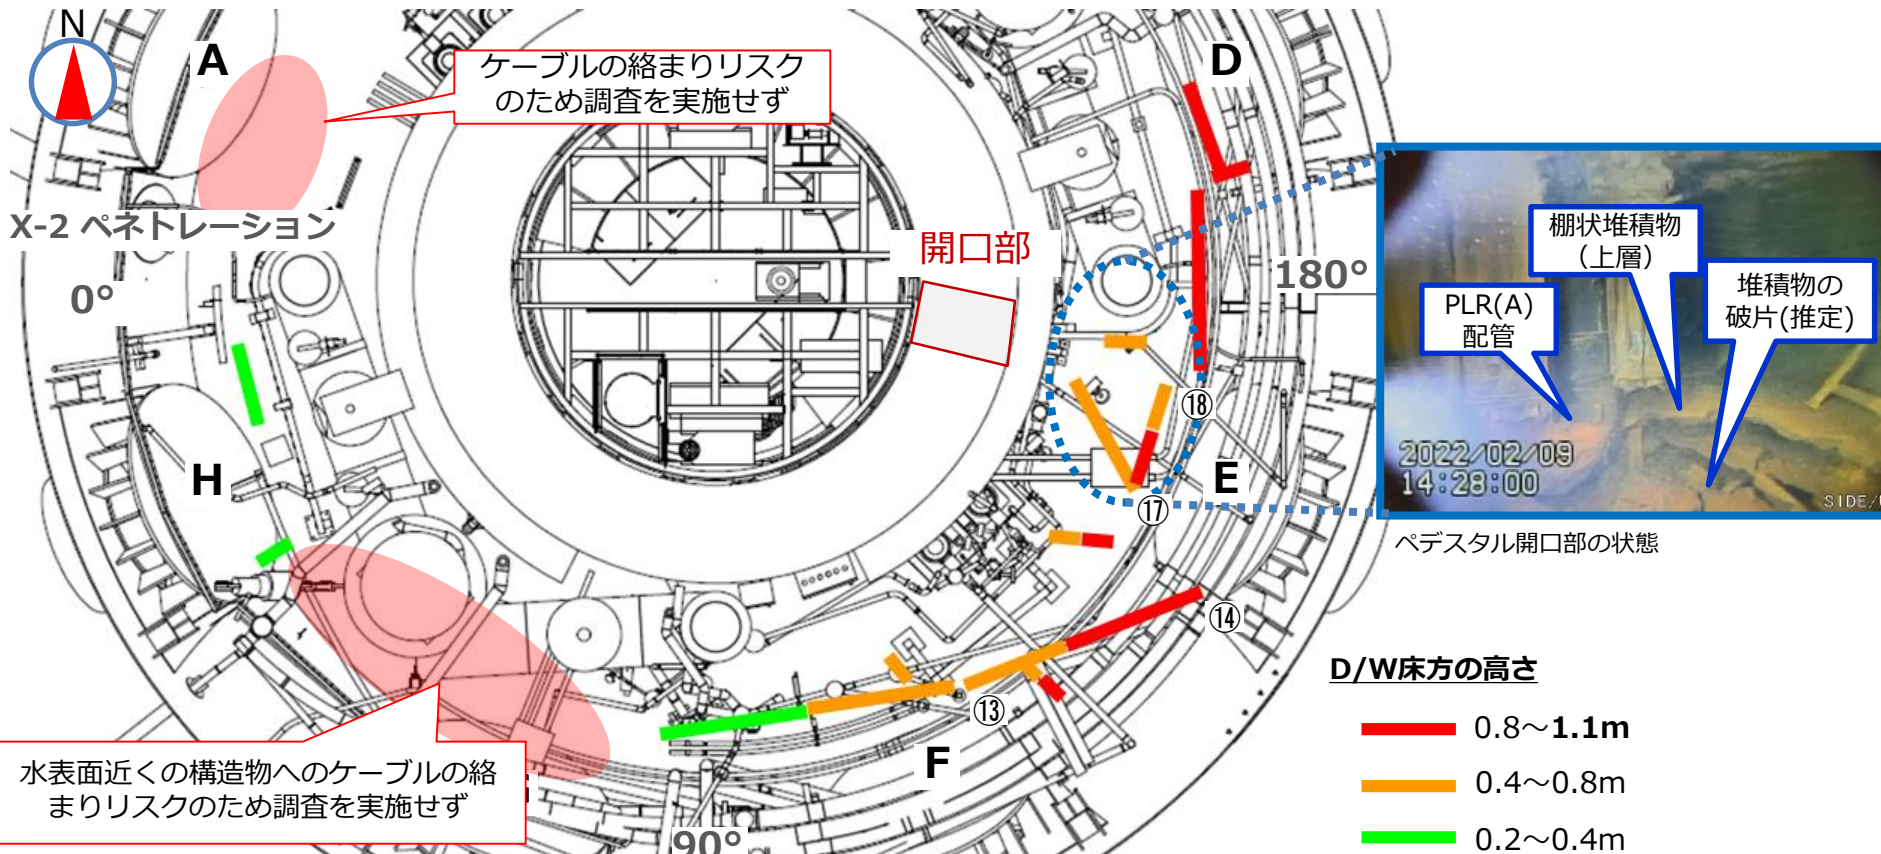 N
A
ケーブルの絡まりリスク
のため調査を実施せず
D
X-2 ペネトレーション
開口部
0°
180°
棚状堆積物
（上層）
堆積物の
破片(推定)
PLR(A)
配管
2022/02/09
14:28:00
SIDE/
ペデスタル開口部の状態
⑱
H
E
⑰
⑭
⑬
F
水表面近くの構造物へのケーブルの絡
まりリスクのため調査を実施せず
90°
D/W床方の高さ
0.8～1.1m
0.4～0.8m
0.2～0.4m